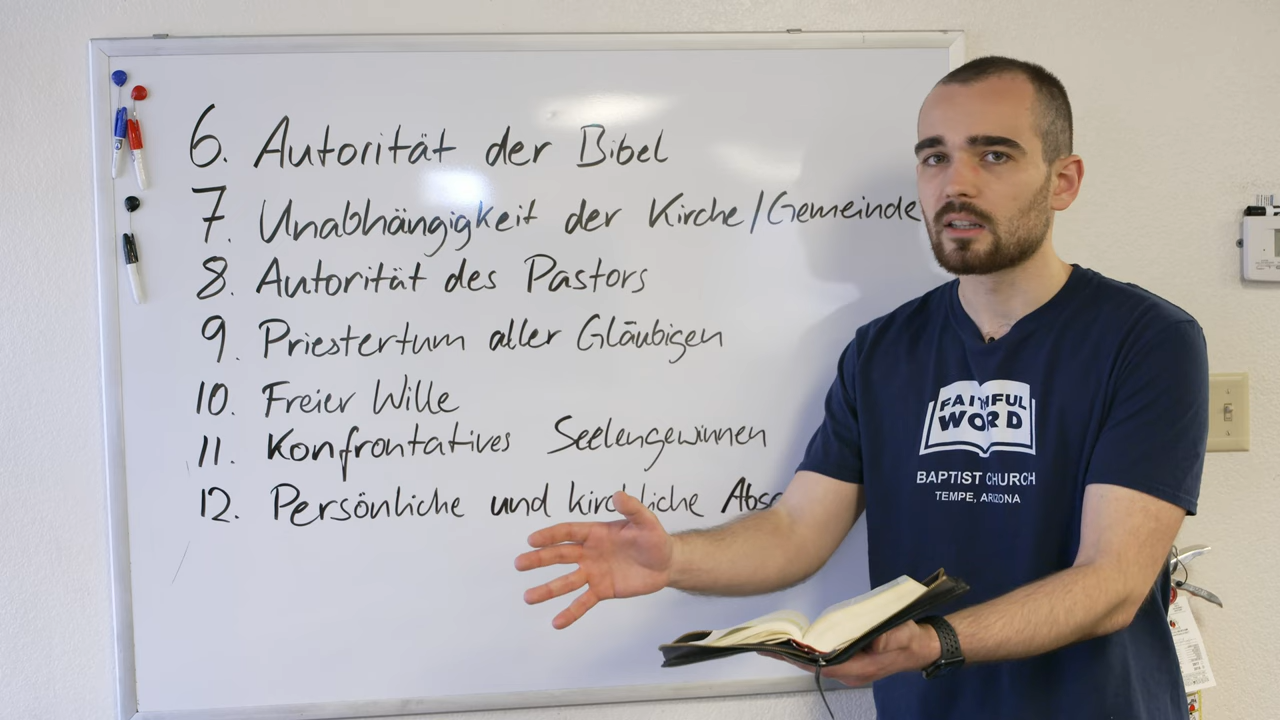 6. Autorität der Bibel
7. Unabhängigkeit der Kirche/Gemeinde
8. Autorität des Pastors
9. Priestertum aller Gläubigen
10. Freier Wille
11. Konfrontatives Seelengewinnen
12. Persönliche und kirchliche
FAITHFUL
WORD
BAPTIST CHURCH
TEMPE, ARIZONA